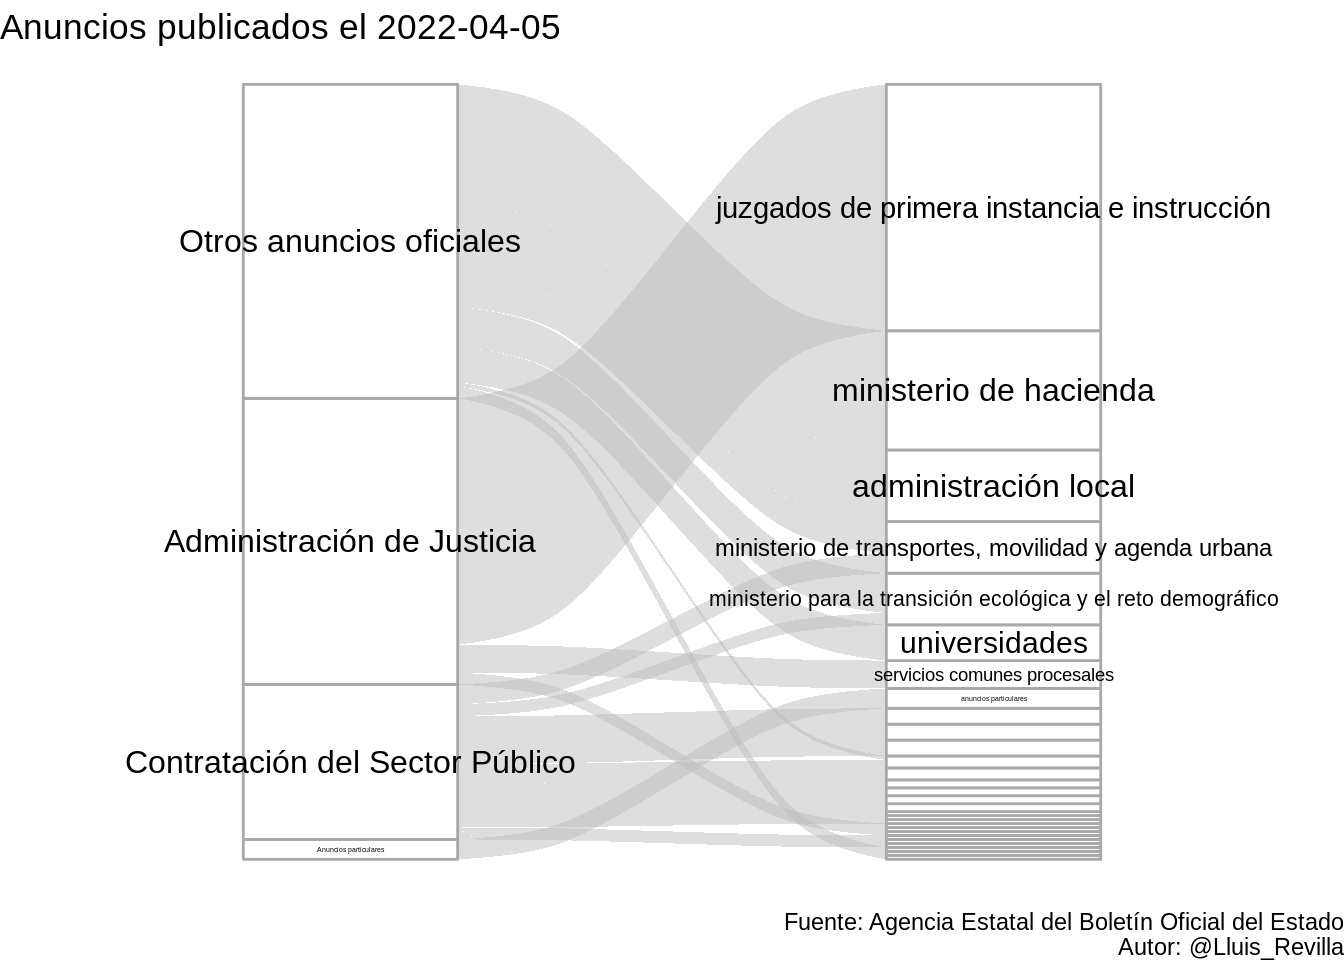 Anuncios publicados el 2022-04-05
Otros anuncios oficiales
Administración de Justicia
Contratación del Sector Público
Anuncios particulares
juzgados de primera instancia e instrucción
ministerio de hacienda
administración local
ministerio de transportes, movilidad y agenda urbana
ministerio para la transición ecológica y el reto demográfico
universidades
servicios comunes procesales
anuncios particulares
Fuente: Agencia Estatal del Boletín Oficial del Estado
Autor: @Lluis_Revilla